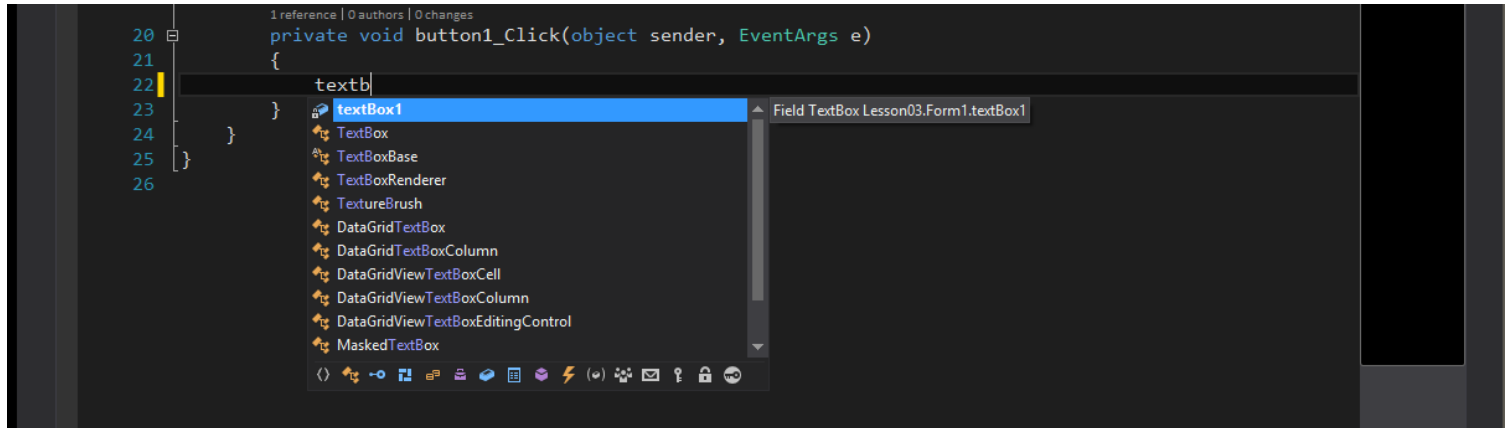 1 reference | 0 authors | 0 changes
20 private void button1_Click(object sender, EventArgs e)
21 {
22 textb
23 }
24 }
25 }
26
textBox1
Field TextBox Lesson03.Form1.textBox1
TextBox
TextBoxBase
TextBoxRenderer
TextureBrush
DataGridTextBox
DataGridTextBoxColumn
DataGridViewTextBoxCell
DataGridViewTextBoxColumn
DataGridViewTextBoxEditingControl
MaskedTextBox